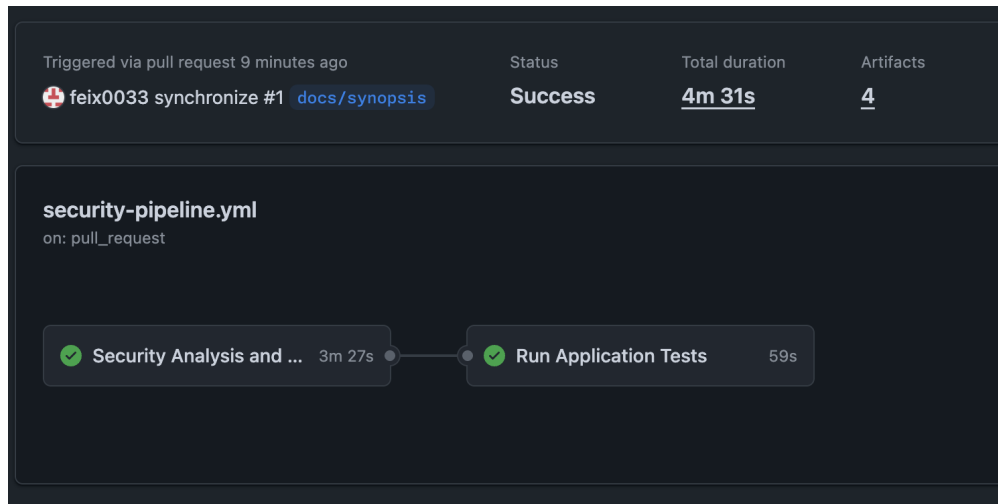 Triggered via pull request 9 minutes ago
Status
Total duration
Artifacts
feix0033 synchronize #1 docs/synopsis
Success
4m 31s
4
security-pipeline.yml
on: pull_request
Security Analysis and ... 3m 27s
Run Application Tests 59s